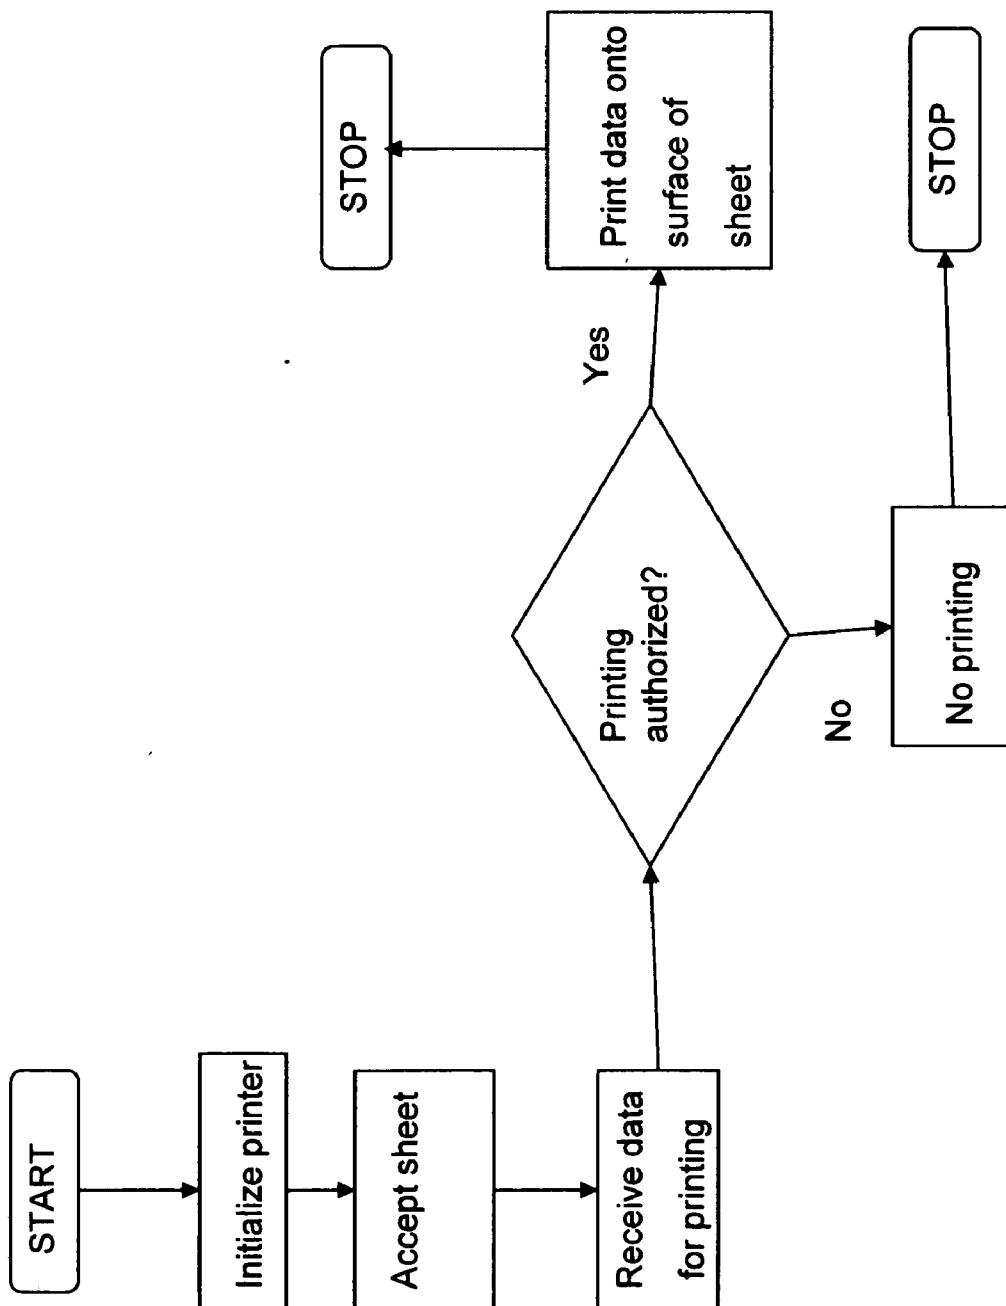 START
Initialize printer
Accept sheet
Receive data
for printing
Printing
authorized?
Yes
Print data onto
surface of
sheet
STOP
No
No printing
STOP